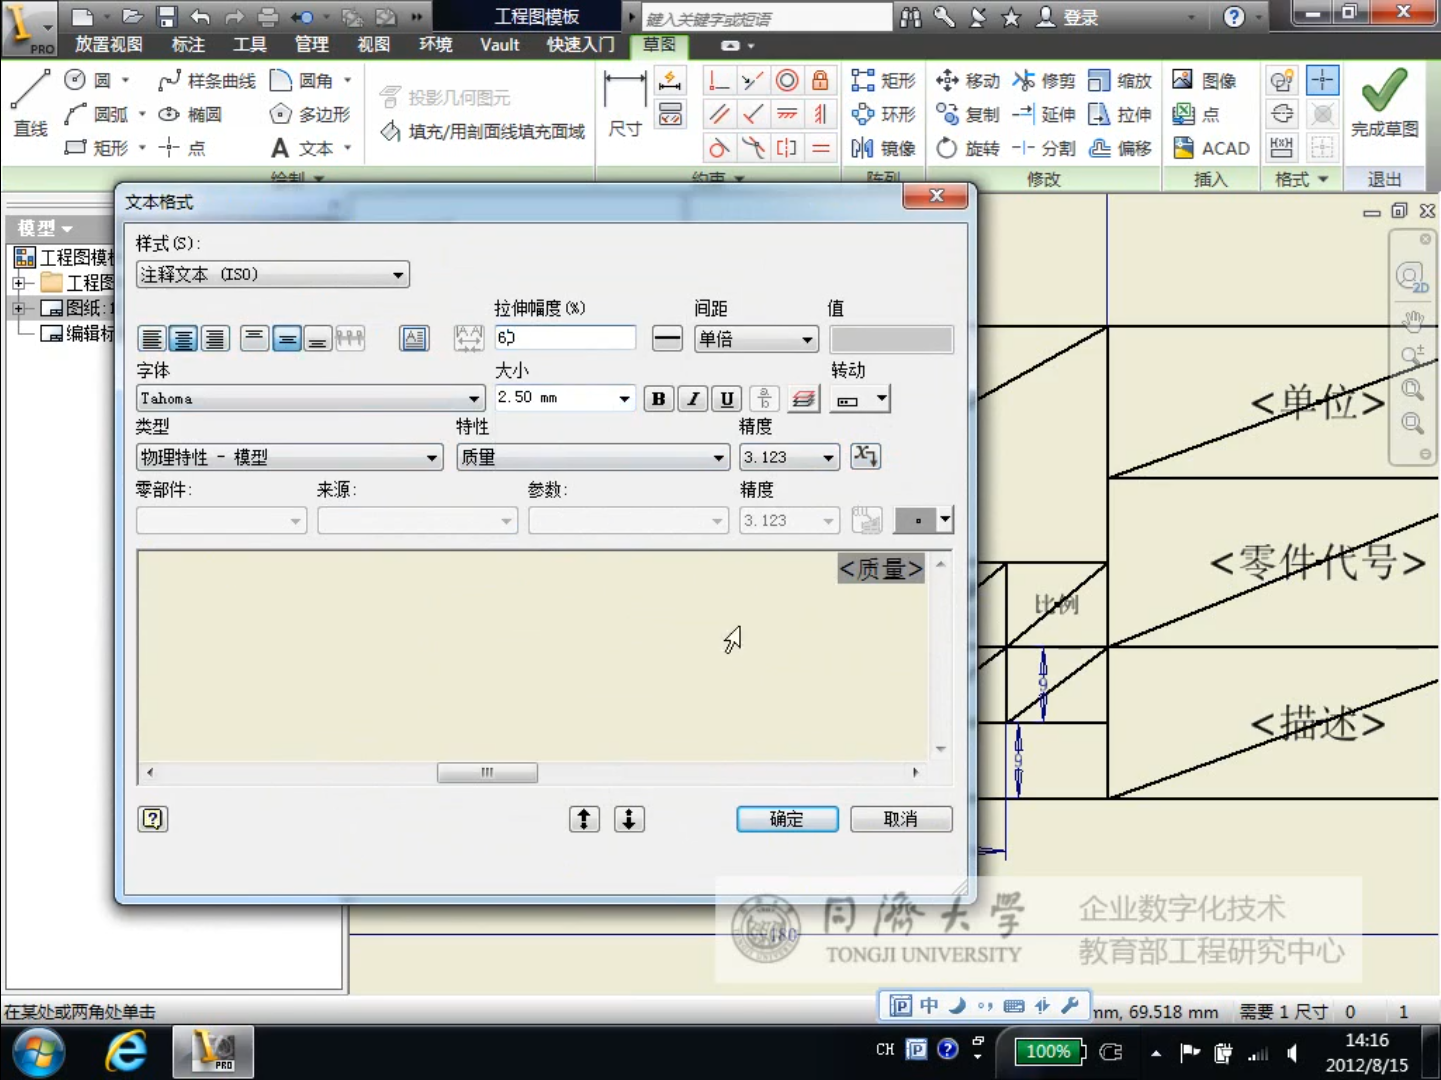 工程图模板
键入关键字或短语
登录
PRO
放置视图 标注 工具 管理 视图 环境 Vault 快速入门 草图
直线
圆
圆弧
矩形
样条曲线
椭圆
点
圆角
多边形
A 文本
投影几何图元
填充/用剖面线填充面域
尺寸
矩形
环形
镜像
移动
复制
旋转
修剪
延伸
分割
缩放
拉伸
偏移
图像
点
ACAD
完成草图
绘制 约束 阵列 修改 插入 格式 退出
模型
工程图模
工程图
图纸:
编辑标
文本格式
样式(S):
注释文本 (ISO)
拉伸幅度(%)
60
间距
单倍
值
字体
Tahoma
大小
2.50 mm
B I U
转动
类型
物理特性 - 模型
特性
质量
精度
3.123
零部件:
来源:
参数:
精度
3.123
<质量>
确定
取消
2D
<单位>
<零件代号>
比例
9
<描述>
9
180
同濟大學
TONGJI UNIVERSITY
企业数字化技术
教育部工程研究中心
在某处或两角处单击
中
mm, 69.518 mm 需要 1 尺寸 0 1
CH
100%
14:16
2012/8/15